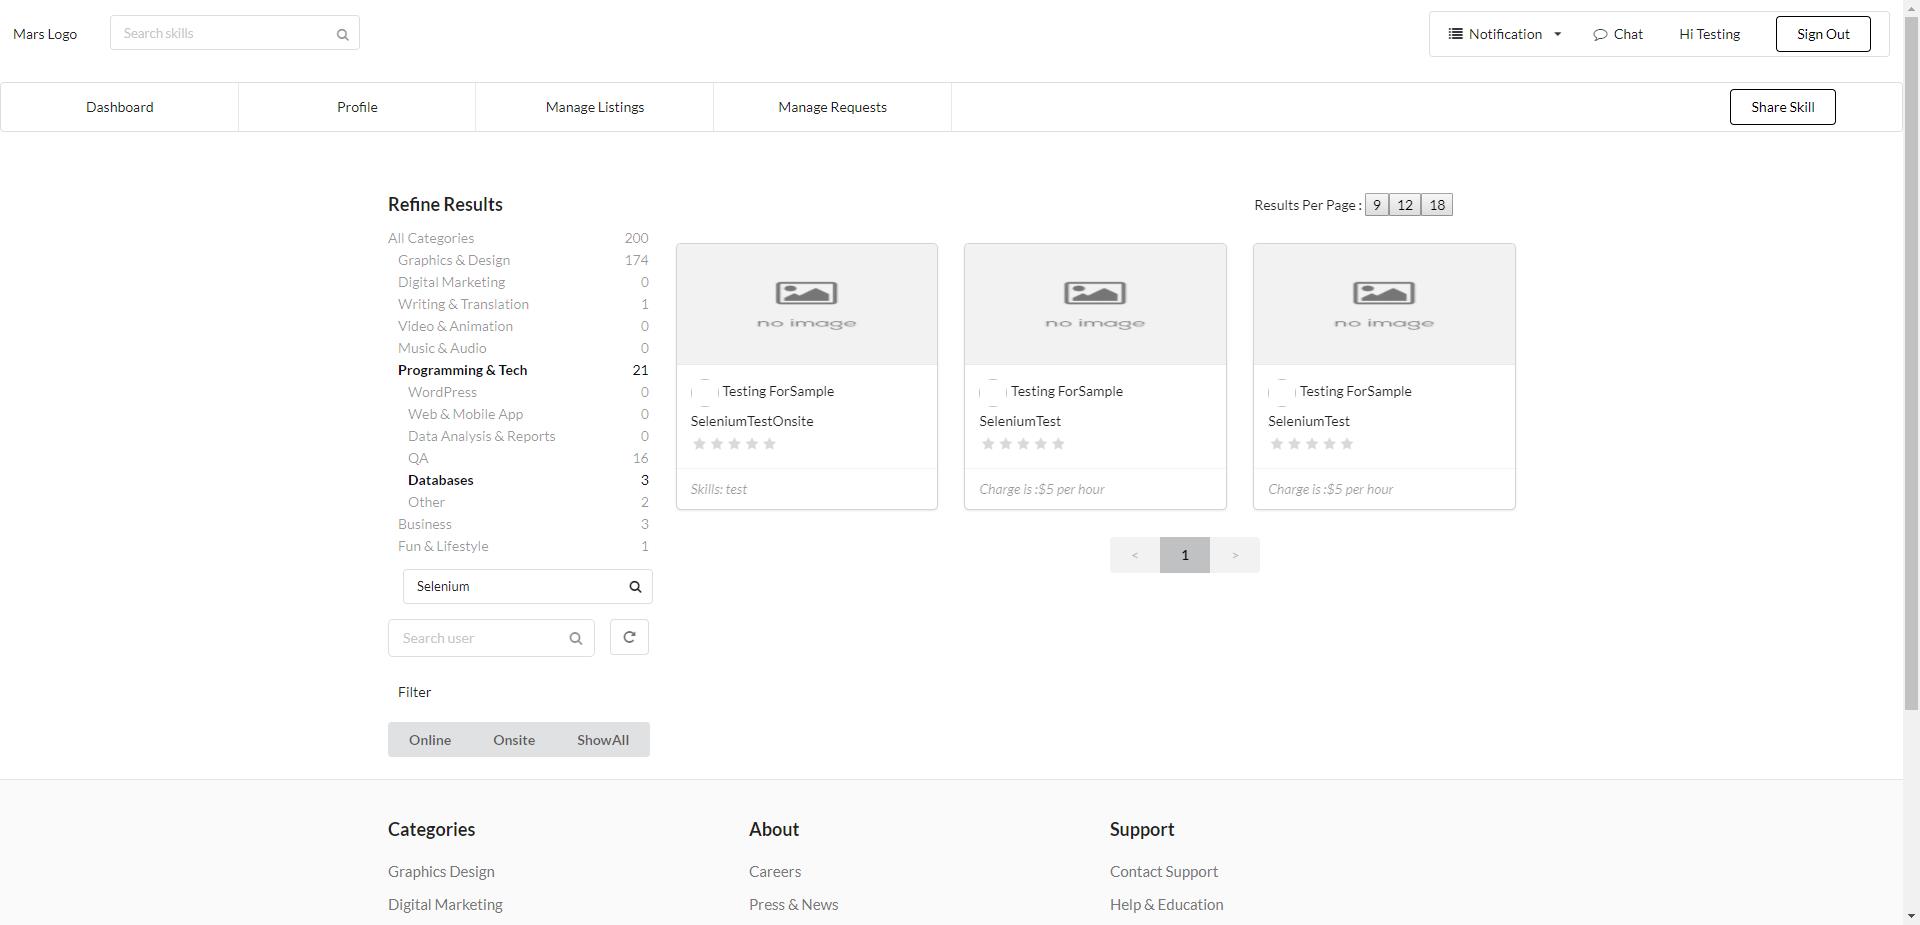 Mars Logo
Search skills
Notification
Chat
Hi Testing
Sign Out
Dashboard
Profile
Manage Listings
Manage Requests
Share Skill
Refine Results
All Categories 200
Graphics & Design 174
Digital Marketing 0
Writing & Translation 1
Video & Animation 0
Music & Audio 0
Programming & Tech 21
WordPress 0
Web & Mobile App 0
Data Analysis & Reports 0
QA 16
Databases 3
Other 2
Business 3
Fun & Lifestyle 1
Selenium
Search user
Filter
Online Onsite ShowAll
Results Per Page : 9 12 18
no image
Testing ForSample
SeleniumTestOnsite
Skills: test
no image
Testing ForSample
SeleniumTest
Charge is :$5 per hour
no image
Testing ForSample
SeleniumTest
Charge is :$5 per hour
< 1 >
Categories
Graphics Design
Digital Marketing
About
Careers
Press & News
Support
Contact Support
Help & Education